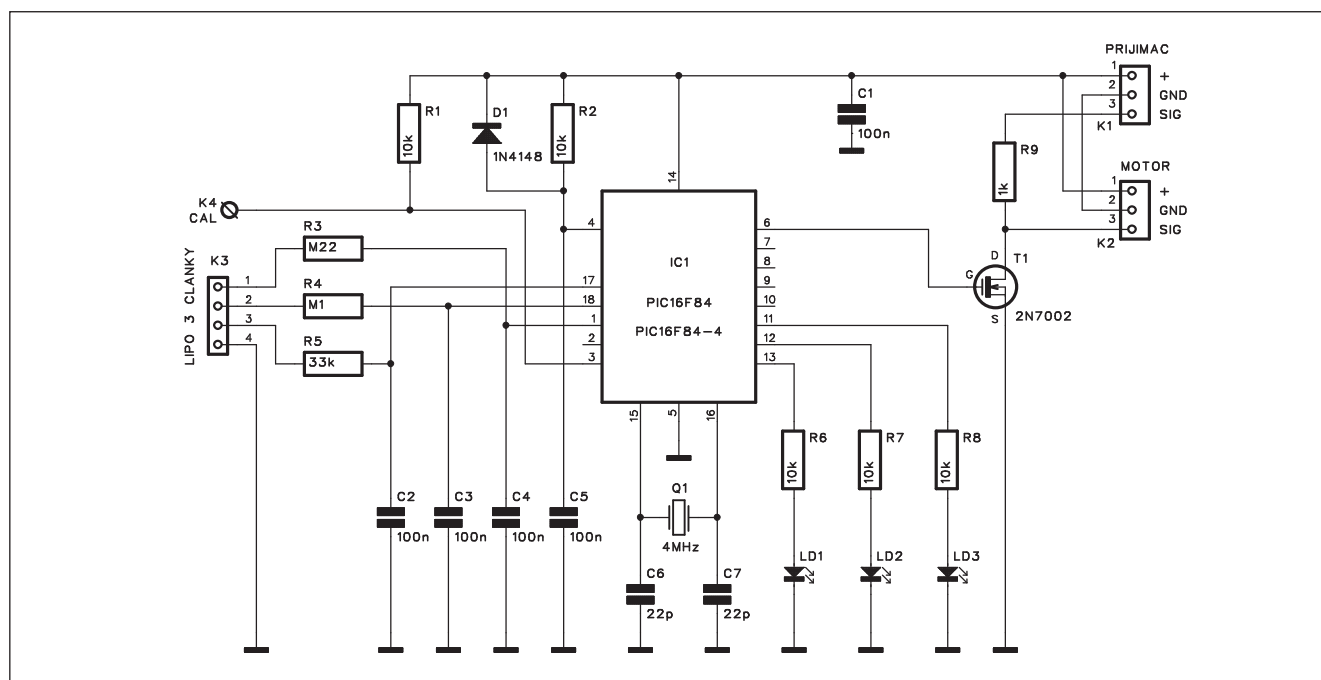 PRIJIMAC
1
+
2
GND
3
SIG
K1
R1
10k
D1
1N4148
R2
10k
C1
100n
R9
1k
MOTOR
1
+
2
GND
3
SIG
K2
K4
CAL
14
LIPO 3 CLANKY
K3
1
2
3
4
R3
M22
R4
M1
R5
33k
4
17
18
1
2
3
IC1
PIC16F84
PIC16F84-4
6
7
8
9
10
11
12
13
15
5
16
D
G
S
T1
2N7002
R6
10k
R7
10k
R8
10k
C2
100n
C3
100n
C4
100n
C5
100n
Q1
4MHz
C6
22p
C7
22p
LD1
LD2
LD3